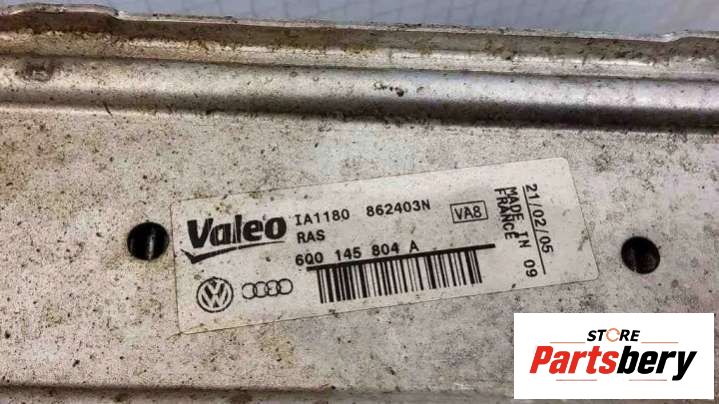 Valeo
IA1180 862403N
RAS
VA8
6Q0 145 804 A
21/02/05
MADE IN 09
FRANCE
STORE
Partsbery